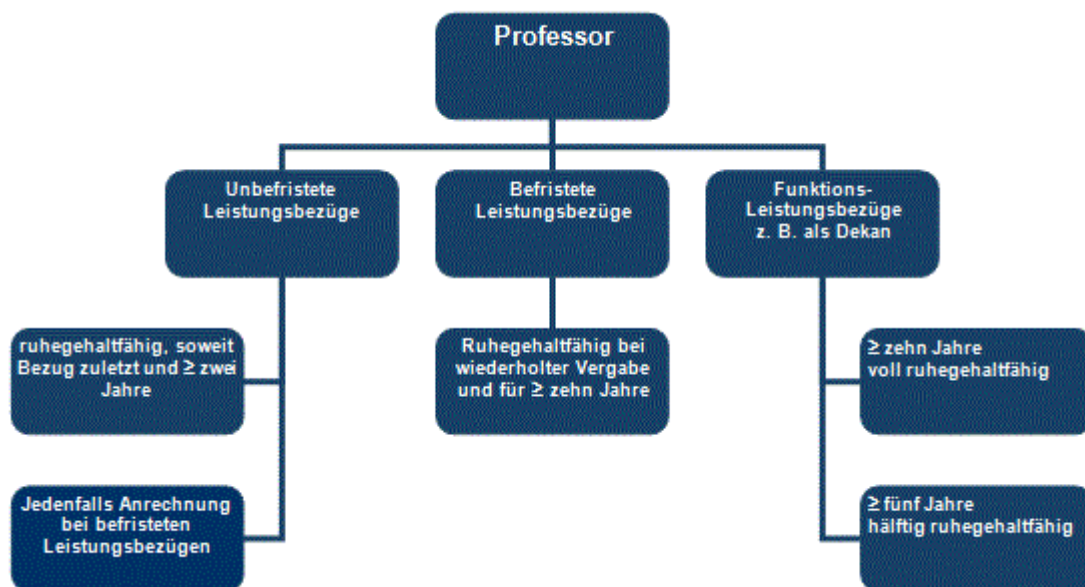 Professor
Unbefristete
Leistungsbezüge
Befristete
Leistungsbezüge
Funktions-
Leistungsbezüge
z. B. als Dekan
ruhegehaltfähig, soweit
Bezug zuletzt und ≥ zwei
Jahre
Ruhegehaltfähig bei
wiederholter Vergabe
und für ≥ zehn Jahre
≥ zehn Jahre
voll ruhegehaltfähig
Jedenfalls Anrechnung
bei befristeten
Leistungsbezügen
≥ fünf Jahre
hälftig ruhegehaltfähig